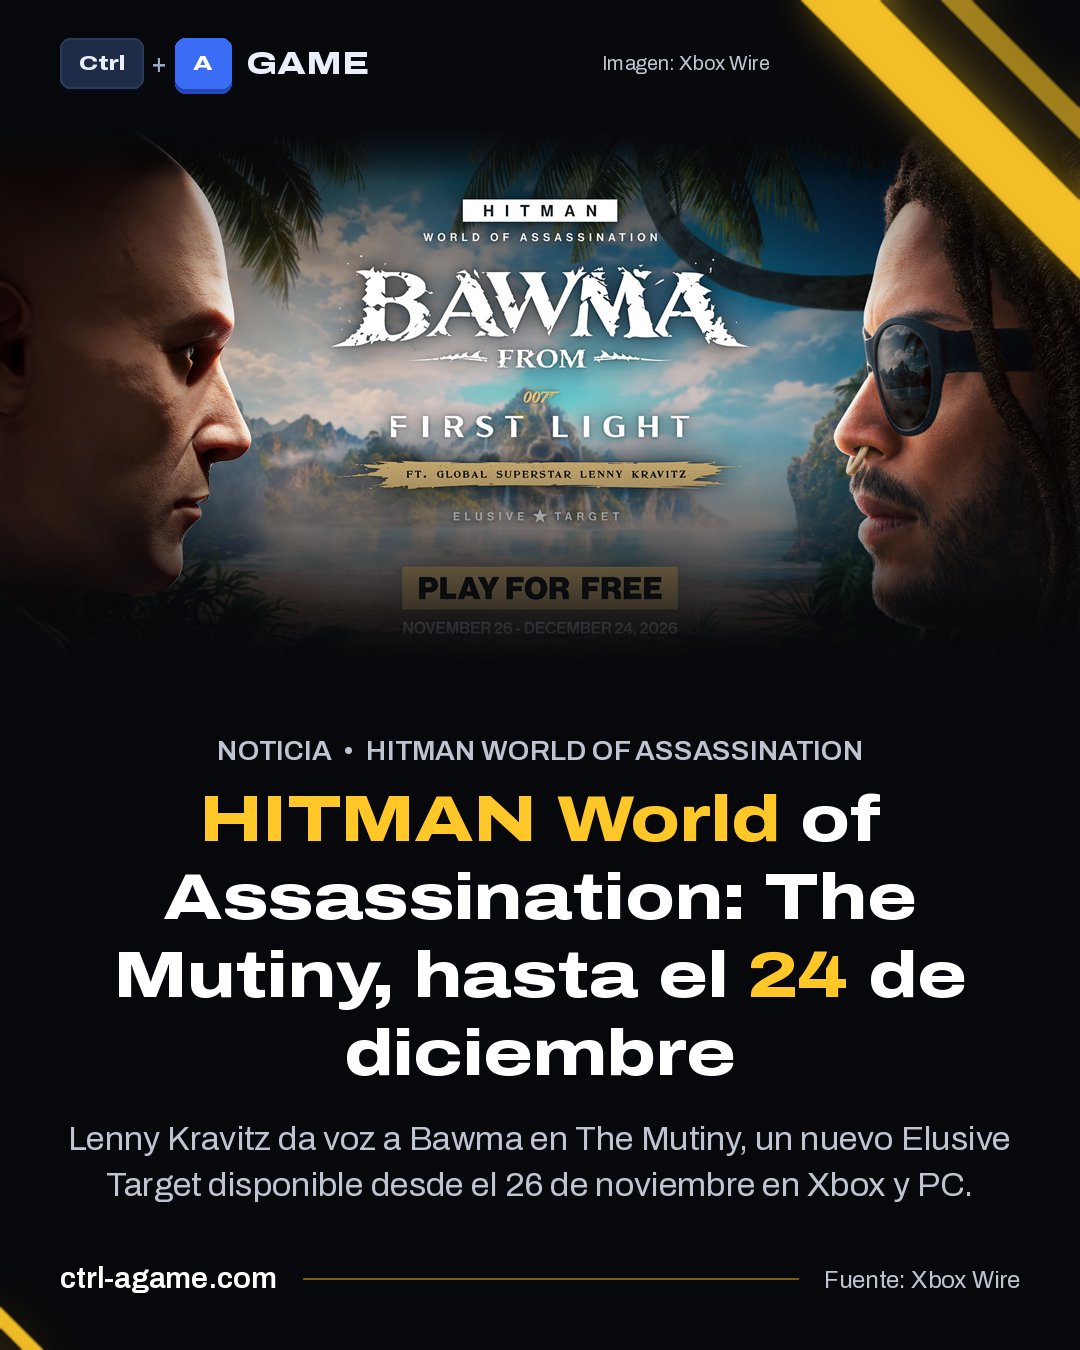 Ctrl + A GAME
Imagen: Xbox Wire
HITMAN
WORLD OF ASSASSINATION
BAWMA
FROM
007
FIRST LIGHT
FT. GLOBAL SUPERSTAR LENNY KRAVITZ
ELUSIVE ★ TARGET
PLAY FOR FREE
NOVEMBER 26 - DECEMBER 24, 2026
NOTICIA • HITMAN WORLD OF ASSASSINATION
HITMAN World of
Assassination: The
Mutiny, hasta el 24 de
diciembre
Lenny Kravitz da voz a Bawma en The Mutiny, un nuevo Elusive
Target disponible desde el 26 de noviembre en Xbox y PC.
ctrl-agame.com
Fuente: Xbox Wire